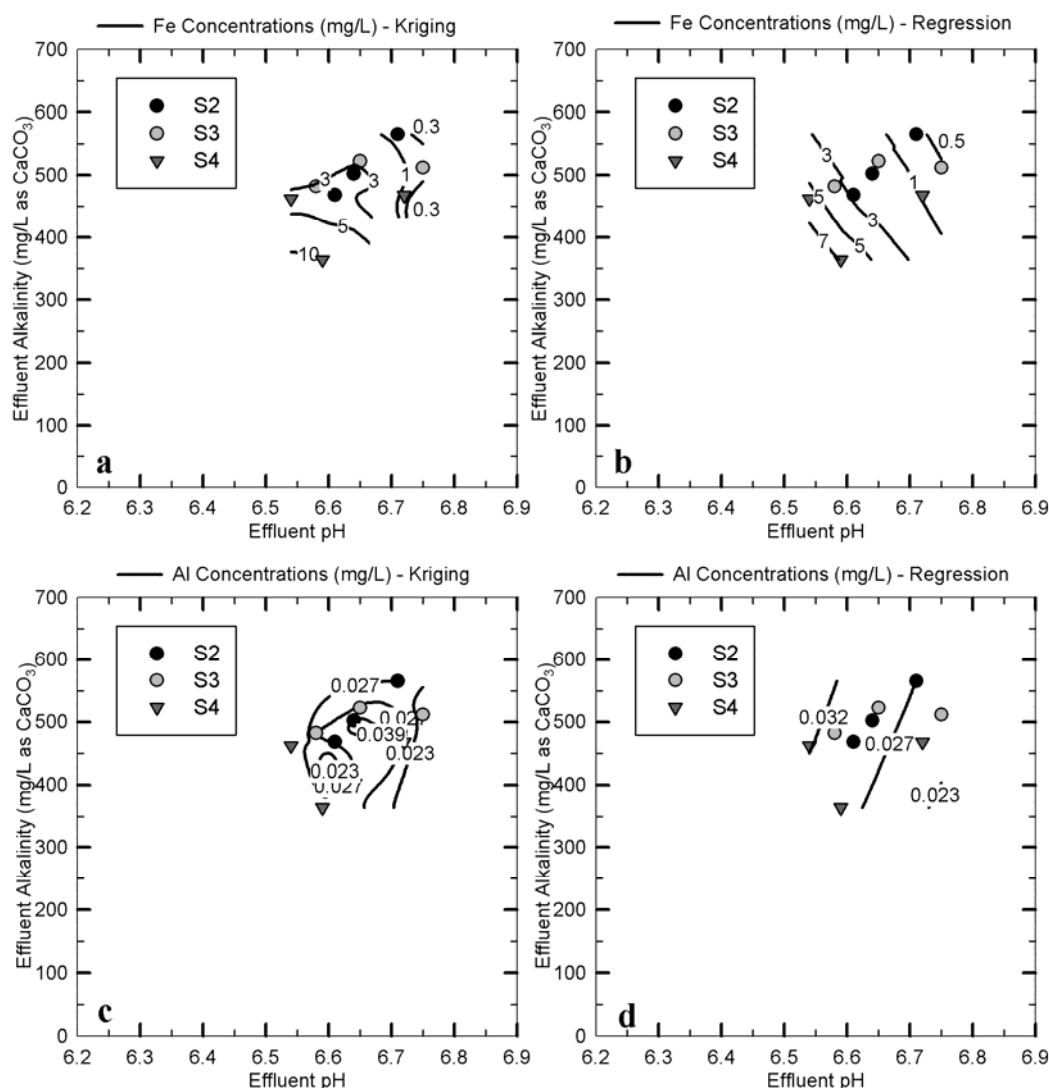 Fe Concentrations (mg/L) - Kriging
700
600
500
400
300
200
100
0
Effluent Alkalinity (mg/L as CaCO3)
S2
S3
S4
0.3
1
3
3
0.3
5
10
a
6.2 6.3 6.4 6.5 6.6 6.7 6.8 6.9
Effluent pH
Fe Concentrations (mg/L) - Regression
700
600
500
400
300
200
100
0
Effluent Alkalinity (mg/L as CaCO3)
S2
S3
S4
0.5
3
1
5
3
7
5
b
6.2 6.3 6.4 6.5 6.6 6.7 6.8 6.9
Effluent pH
Al Concentrations (mg/L) - Kriging
700
600
500
400
300
200
100
0
Effluent Alkalinity (mg/L as CaCO3)
S2
S3
S4
0.027
0.027
0.039
0.023
0.023
0.027
c
6.2 6.3 6.4 6.5 6.6 6.7 6.8 6.9
Effluent pH
Al Concentrations (mg/L) - Regression
700
600
500
400
300
200
100
0
Effluent Alkalinity (mg/L as CaCO3)
S2
S3
S4
0.032
0.027
0.023
d
6.2 6.3 6.4 6.5 6.6 6.7 6.8 6.9
Effluent pH